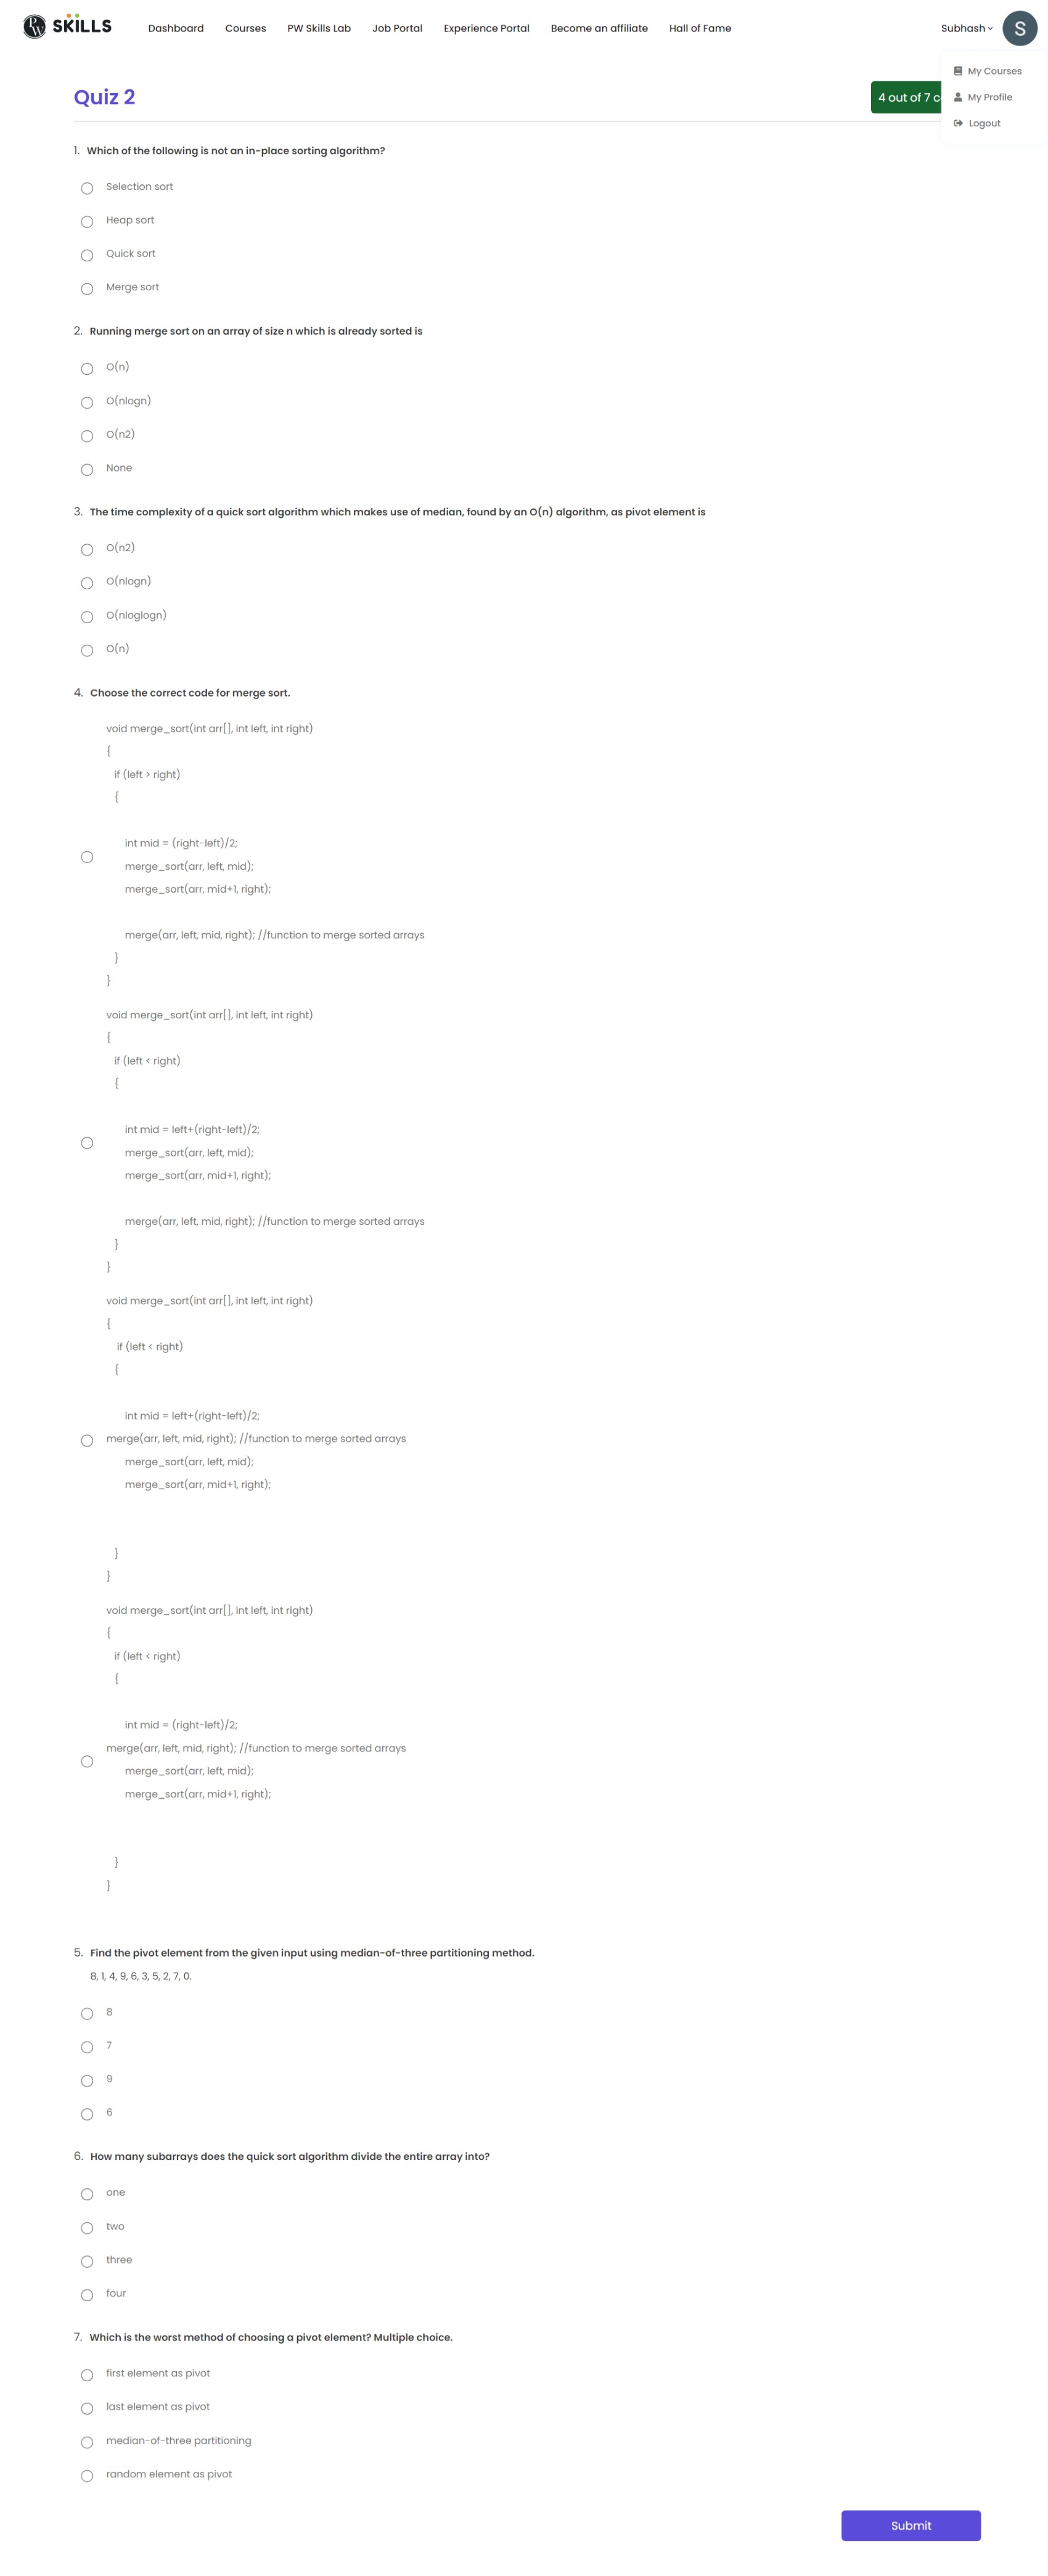 PW SKILLS
Dashboard Courses PW Skills Lab Job Portal Experience Portal Become an affiliate Hall of Fame Subhash S
My Courses
My Profile
Logout
Quiz 2
4 out of 7 c
1. Which of the following is not an in-place sorting algorithm?
Selection sort
Heap sort
Quick sort
Merge sort
2. Running merge sort on an array of size n which is already sorted is
O(n)
O(nlogn)
O(n2)
None
3. The time complexity of a quick sort algorithm which makes use of median, found by an O(n) algorithm, as pivot element is
O(n2)
O(nlogn)
O(nloglogn)
O(n)
4. Choose the correct code for merge sort.
void merge_sort(int arr[], int left, int right)
{
if (left > right)
{
int mid = (right-left)/2;
merge_sort(arr, left, mid);
merge_sort(arr, mid+1, right);
merge(arr, left, mid, right); //function to merge sorted arrays
}
}
void merge_sort(int arr[], int left, int right)
{
if (left < right)
{
int mid = left+(right-left)/2;
merge_sort(arr, left, mid);
merge_sort(arr, mid+1, right);
merge(arr, left, mid, right); //function to merge sorted arrays
}
}
void merge_sort(int arr[], int left, int right)
{
if (left < right)
{
int mid = left+(right-left)/2;
merge(arr, left, mid, right); //function to merge sorted arrays
merge_sort(arr, left, mid);
merge_sort(arr, mid+1, right);
}
}
void merge_sort(int arr[], int left, int right)
{
if (left < right)
{
int mid = (right-left)/2;
merge(arr, left, mid, right); //function to merge sorted arrays
merge_sort(arr, left, mid);
merge_sort(arr, mid+1, right);
}
}
5. Find the pivot element from the given input using median-of-three partitioning method.
8, 1, 4, 9, 6, 3, 5, 2, 7, 0.
8
7
9
6
6. How many subarrays does the quick sort algorithm divide the entire array into?
one
two
three
four
7. Which is the worst method of choosing a pivot element? Multiple choice.
first element as pivot
last element as pivot
median-of-three partitioning
random element as pivot
Submit